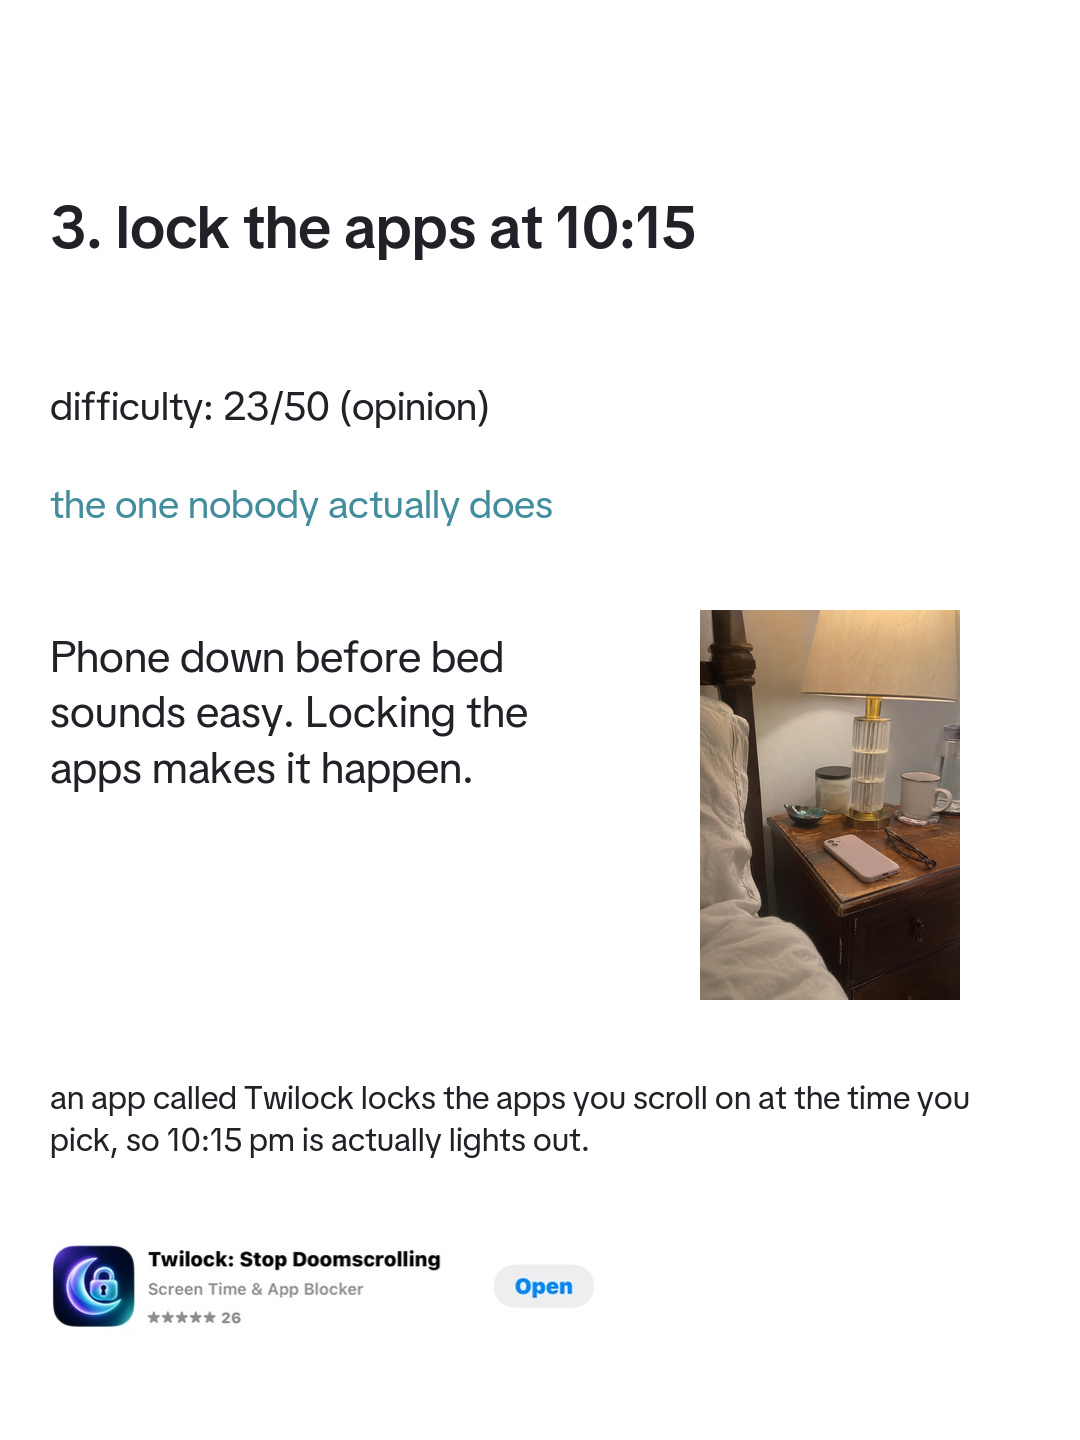 3. lock the apps at 10:15
difficulty: 23/50 (opinion)
the one nobody actually does
Phone down before bed
sounds easy. Locking the
apps makes it happen.
an app called Twilock locks the apps you scroll on at the time you
pick, so 10:15 pm is actually lights out.
Twilock: Stop Doomscrolling
Screen Time & App Blocker
★★★★★ 26
Open